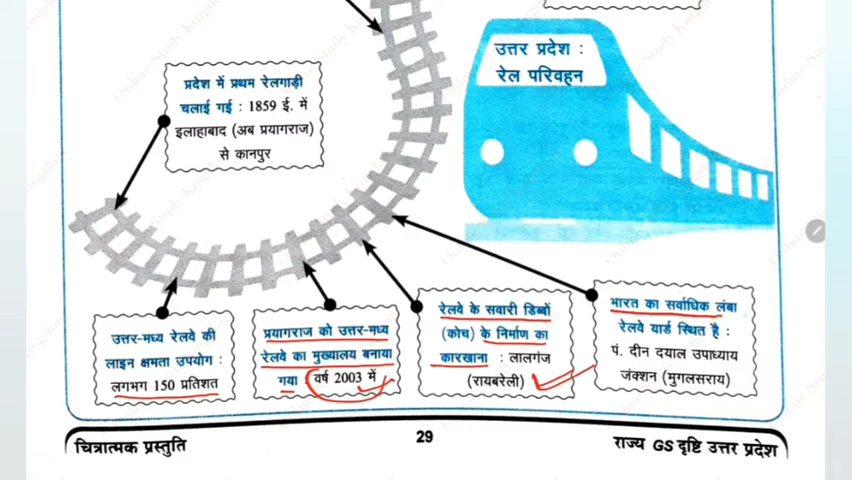 उत्तर प्रदेश :
रेल परिवहन
प्रदेश में प्रथम रेलगाड़ी
चलाई गई : 1859 ई. में
इलाहाबाद (अब प्रयागराज)
से कानपुर
उत्तर-मध्य रेलवे की
लाइन क्षमता उपयोग :
लगभग 150 प्रतिशत
प्रयागराज को उत्तर-मध्य
रेलवे का मुख्यालय बनाया
गया : वर्ष 2003 में
रेलवे के सवारी डिब्बों
(कोच) के निर्माण का
कारखाना : लालगंज
(रायबरेली)
भारत का सर्वाधिक लंबा
रेलवे यार्ड स्थित है :
पं. दीन दयाल उपाध्याय
जंक्शन (मुगलसराय)
चित्रात्मक प्रस्तुति
29
राज्य GS दृष्टि उत्तर प्रदेश